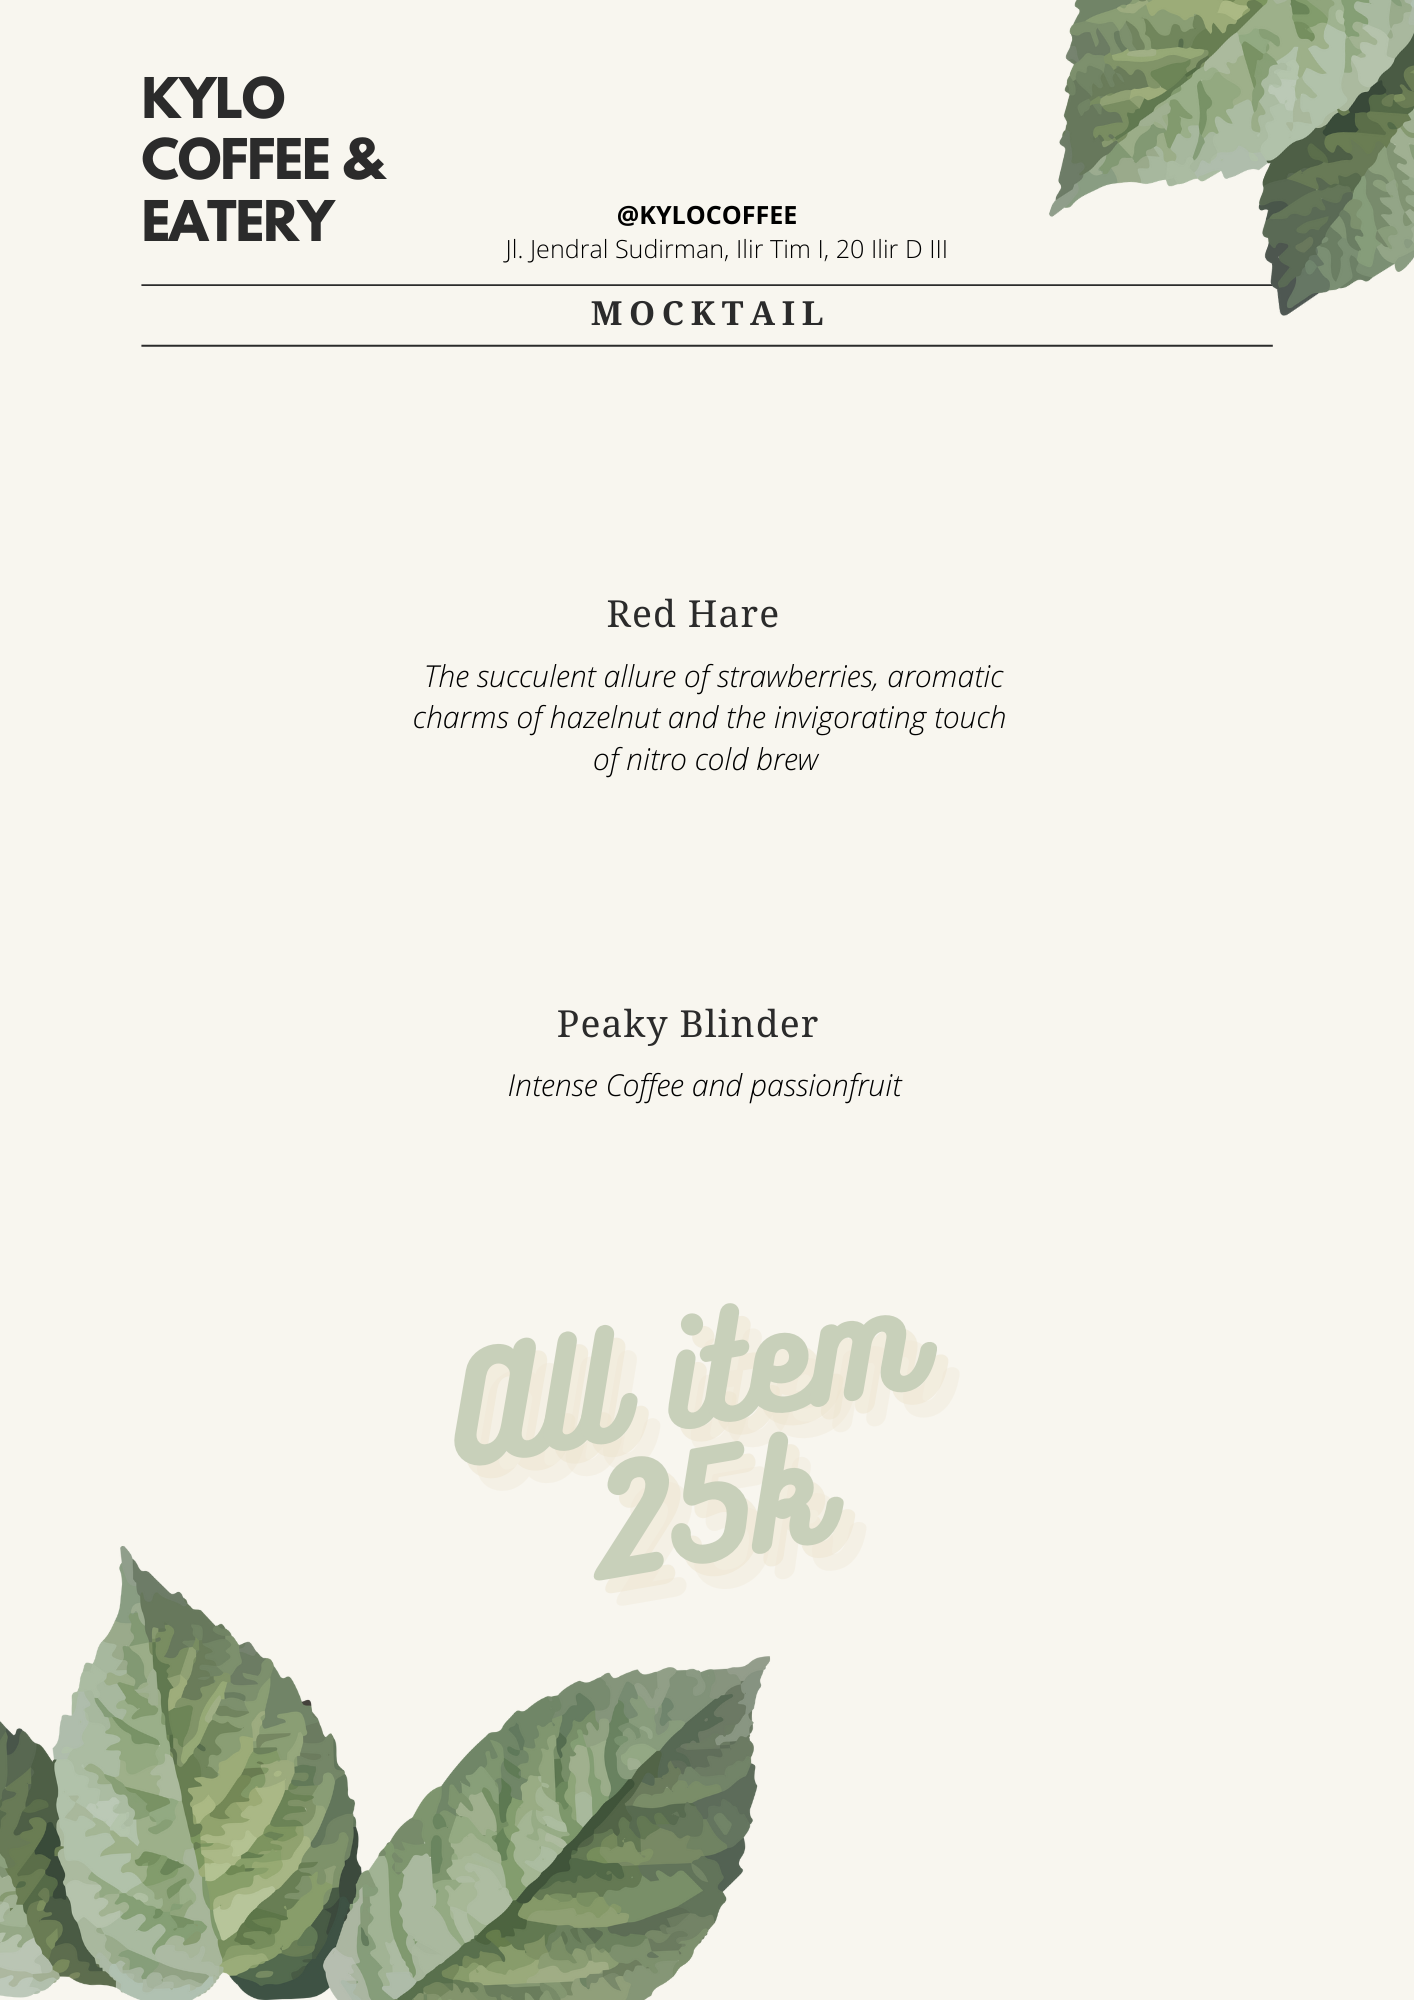 KYLO
COFFEE &
EATERY
@KYLOCOFFEE
Jl. Jendral Sudirman, Ilir Tim I, 20 Ilir D III
MOCKTAIL
Red Hare
The succulent allure of strawberries, aromatic
charms of hazelnut and the invigorating touch
of nitro cold brew
Peaky Blinder
Intense Coffee and passionfruit
all item
25k